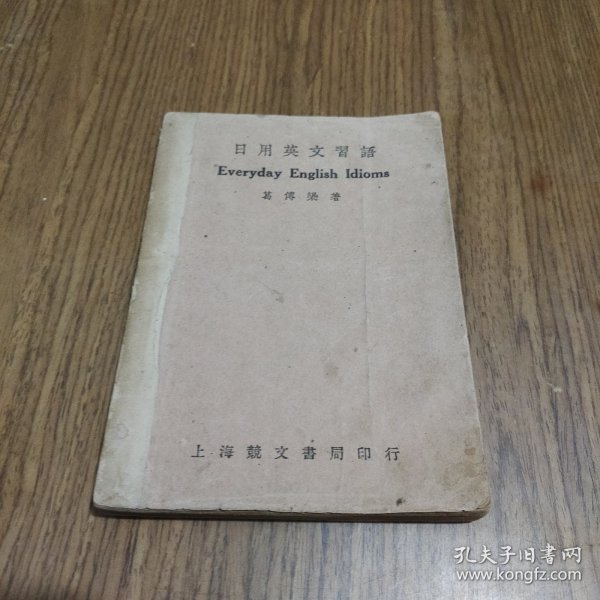 日用英文習語
Everyday English Idioms
葛傳槼著
上海競文書局印行
孔夫子旧書网
www.kongfz.com